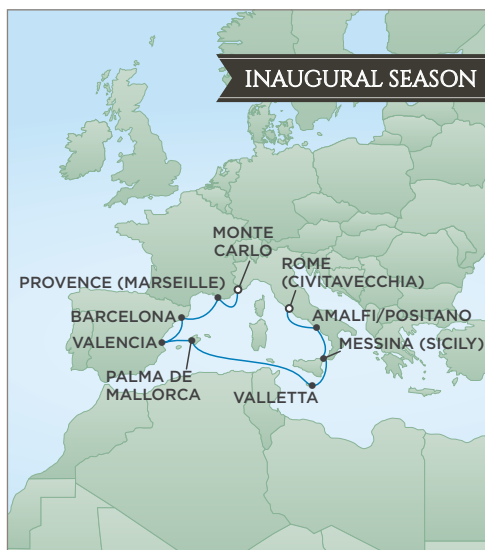 INAUGURAL SEASON
MONTE
CARLO
ROME
(CIVITAVECCHIA)
PROVENCE (MARSEILLE)
BARCELONA
AMALFI/POSITANO
VALENCIA
MESSINA (SICILY)
PALMA DE
MALLORCA
VALLETTA